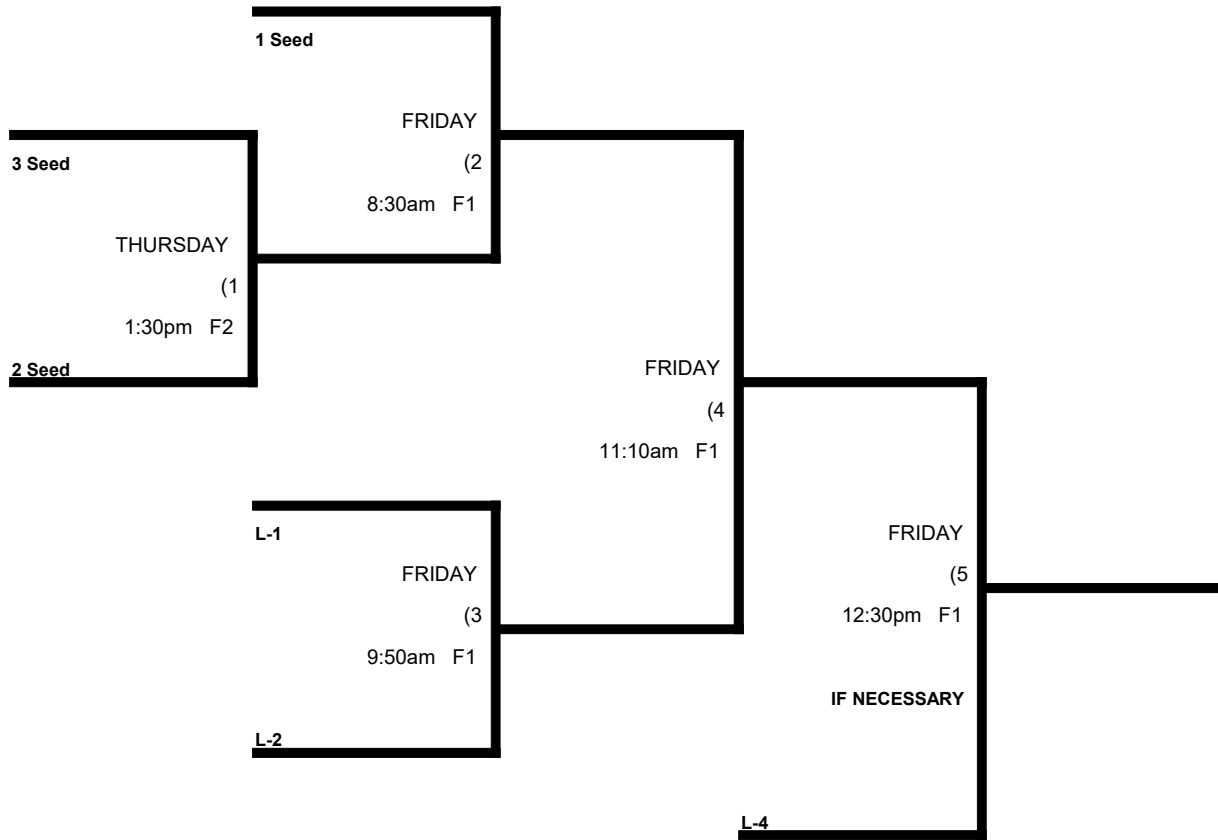 1 Seed
FRIDAY
(2
8:30am F1
3 Seed
THURSDAY
(1
1:30pm F2
2 Seed
FRIDAY
(4
11:10am F1
L-1
FRIDAY
(3
9:50am F1
L-2
FRIDAY
(5
12:30pm F1
IF NECESSARY
L-4